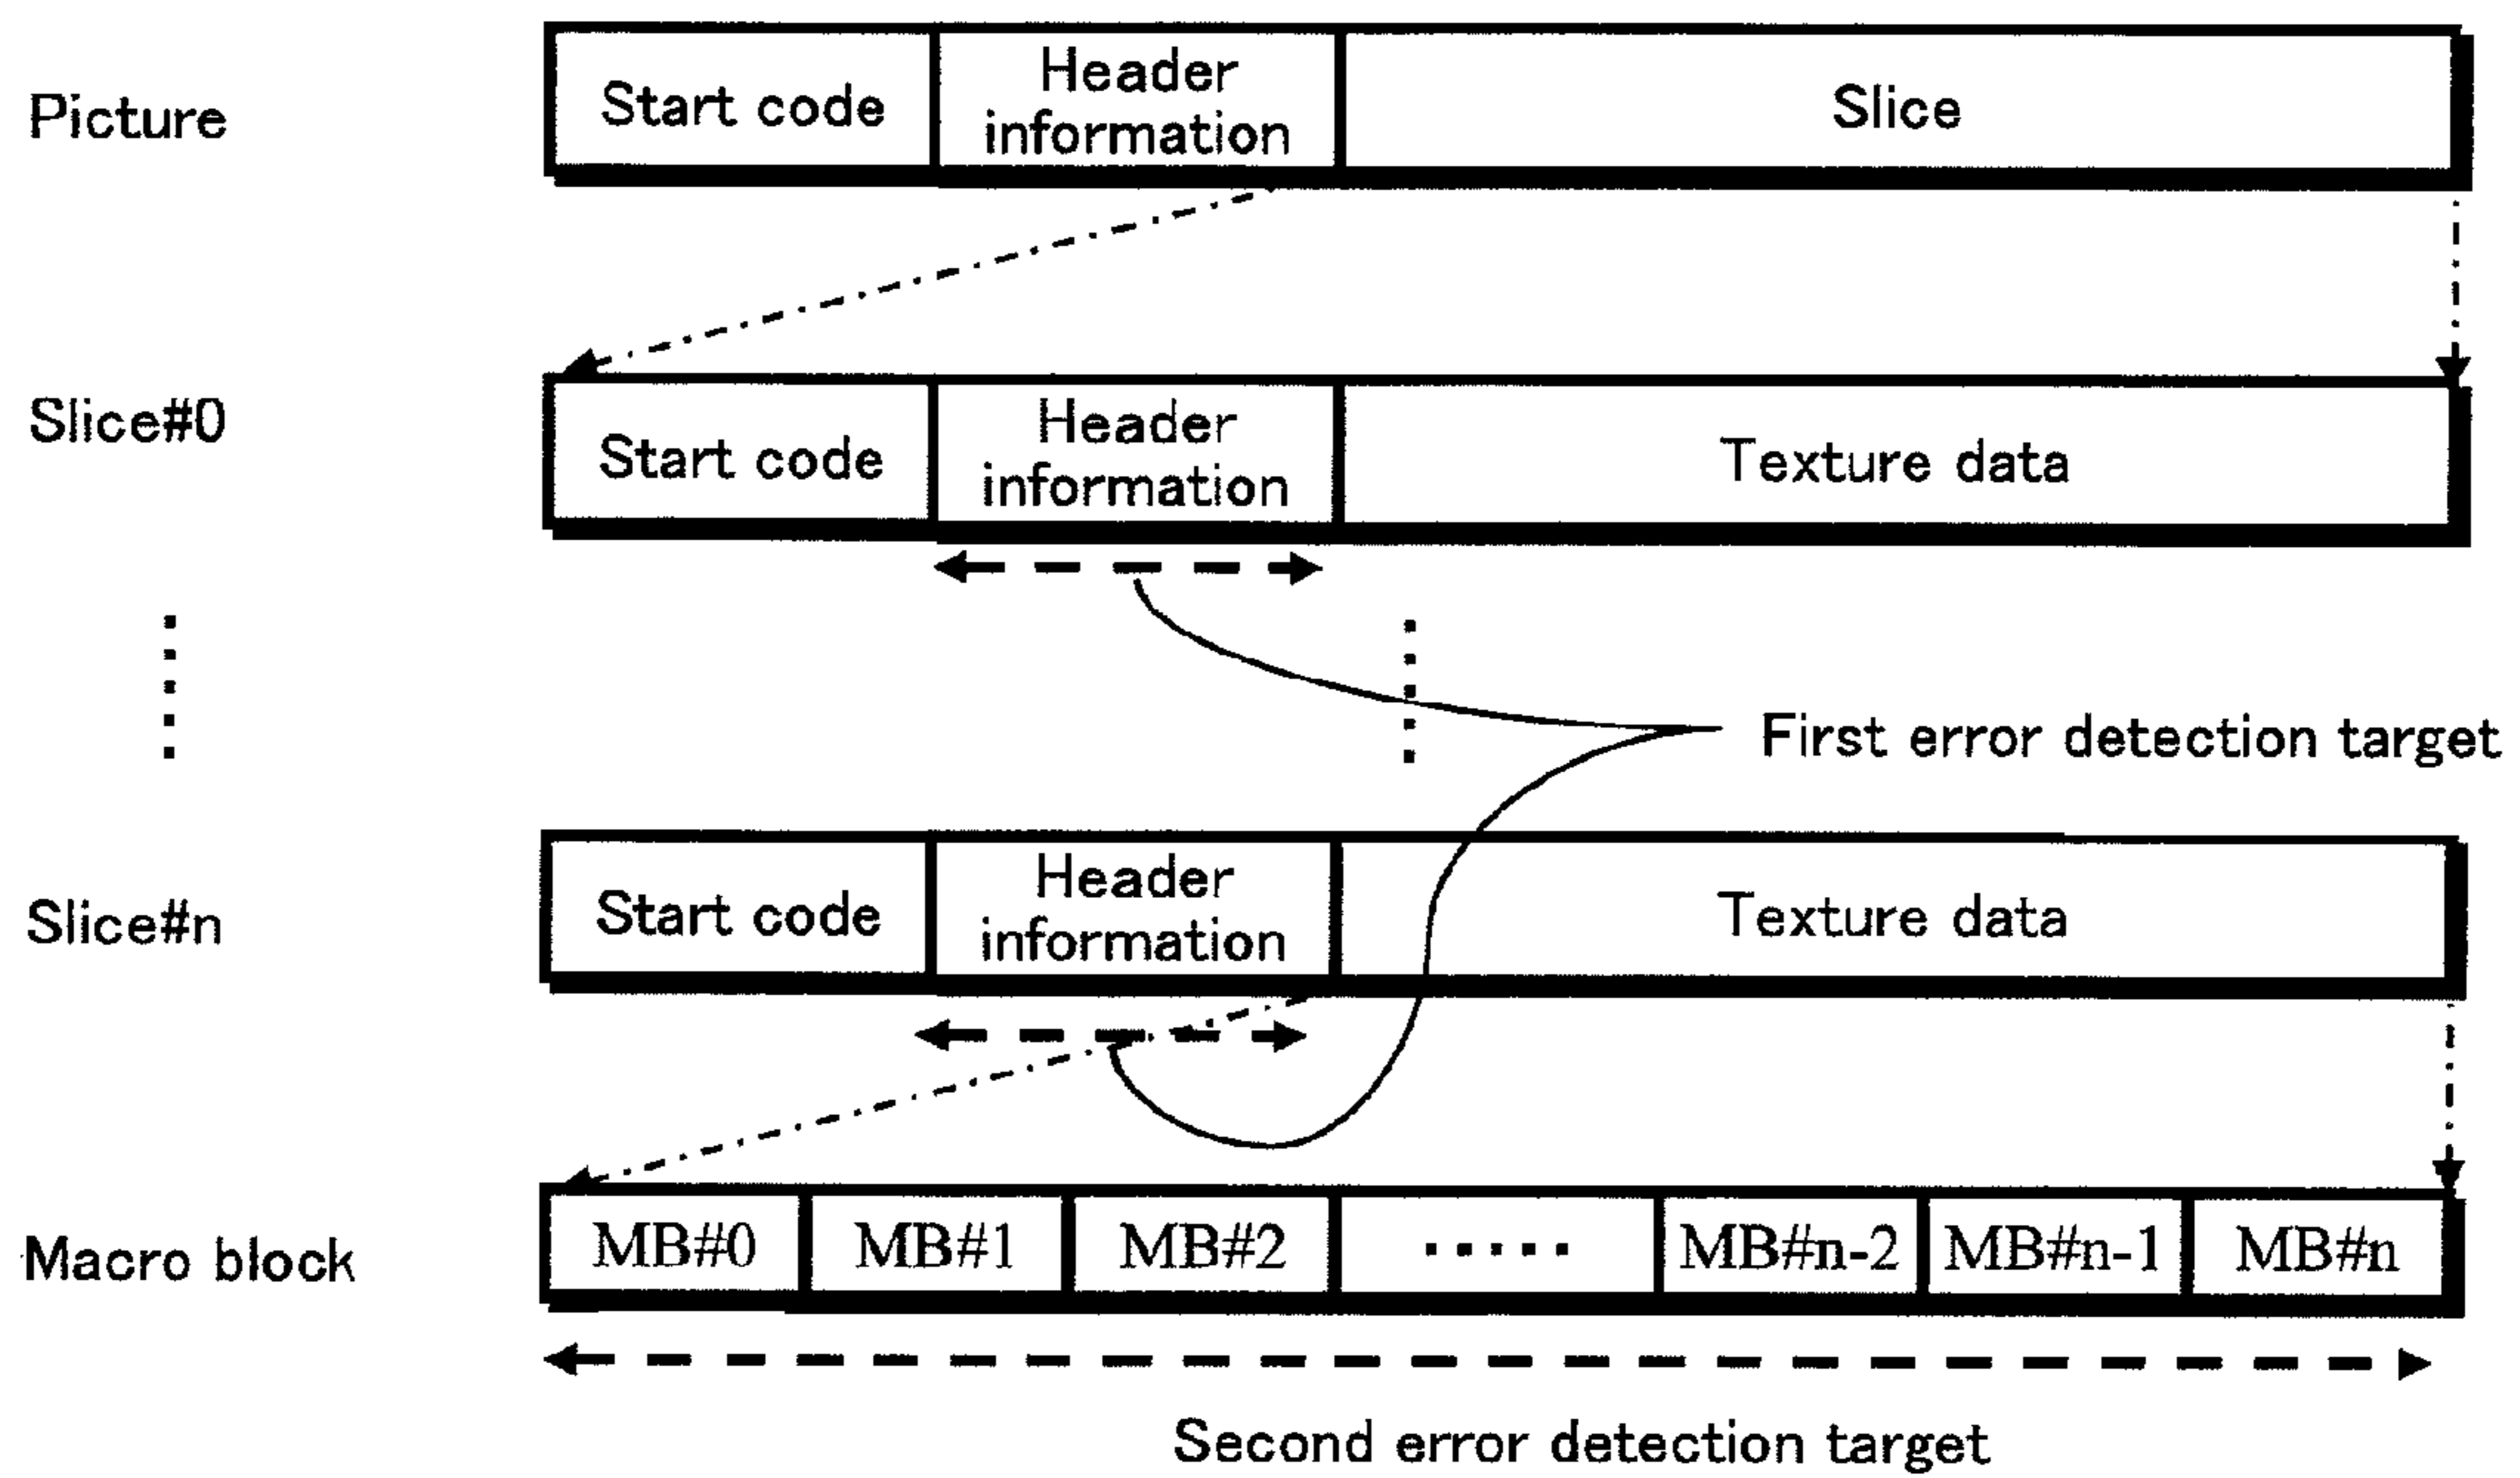 Picture
Start code
Header
information
Slice
Slice#0
Start code
Header
information
Texture data
First error detection target
Slice#n
Start code
Header
information
Texture data
Macro block
MB#0 MB#1 MB#2 ..... MB#n-2 MB#n-1 MB#n
Second error detection target